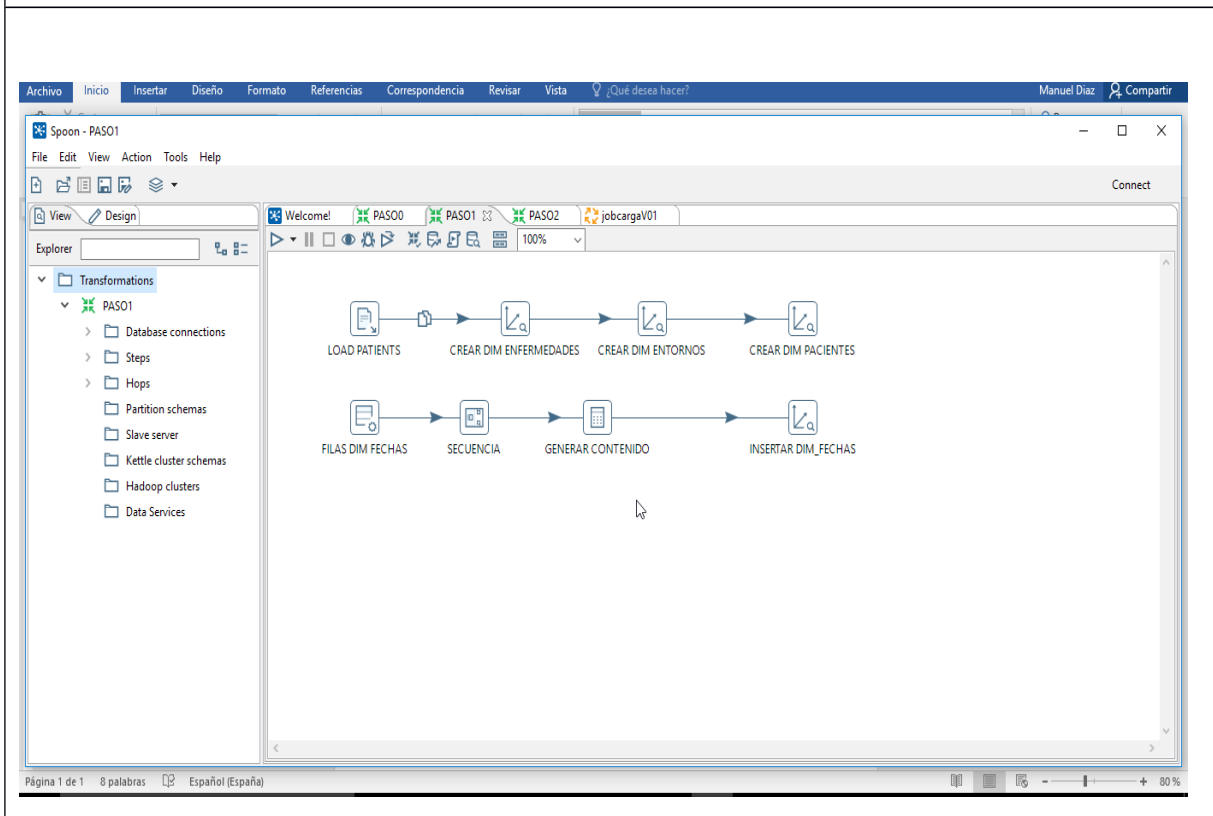 Archivo Inicio Insertar Diseño Formato Referencias Correspondencia Revisar Vista ¿Qué desea hacer? Manuel Diaz Compartir
Spoon - PASO1
File Edit View Action Tools Help
Connect
View Design
Welcome! PASO0 PASO1 PASO2 jobcargaV01
Explorer
100%
Transformations
PASO1
Database connections
Steps
Hops
Partition schemas
Slave server
Kettle cluster schemas
Hadoop clusters
Data Services
LOAD PATIENTS CREAR DIM ENFERMEDADES CREAR DIM ENTORNOS CREAR DIM PACIENTES
FILAS DIM FECHAS SECUENCIA GENERAR CONTENIDO INSERTAR DIM_FECHAS
Página 1 de 1 8 palabras Español (España) 80 %